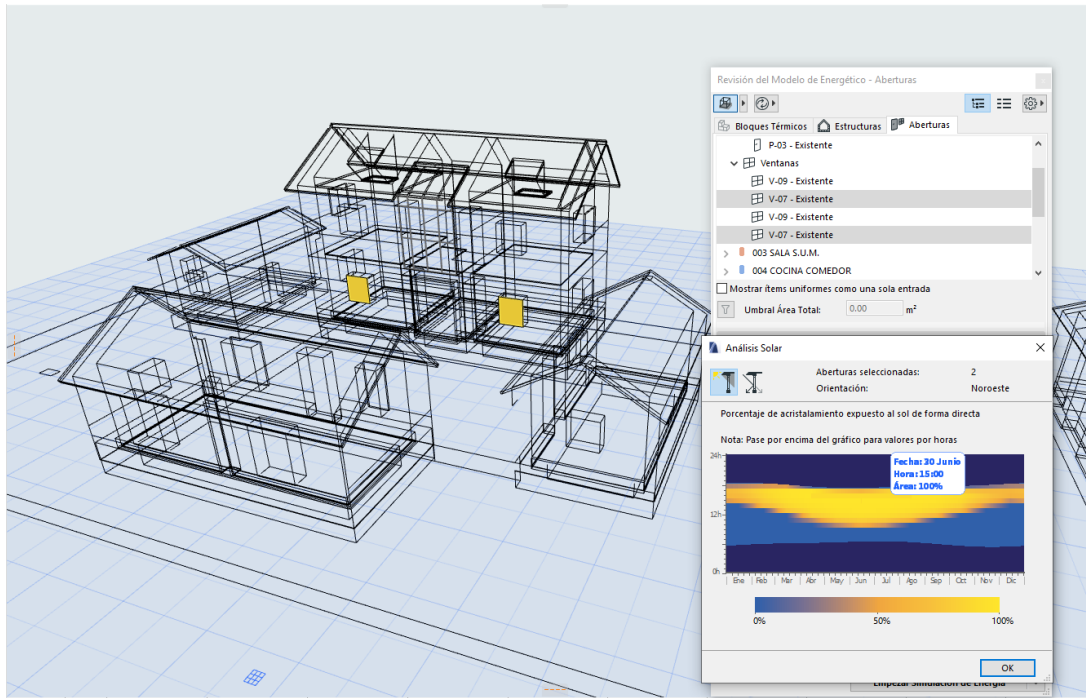 Revisión del Modelo de Energético - Aberturas
Bloques Térmicos Estructuras Aberturas
P-03 - Existente
Ventanas
V-09 - Existente
V-07 - Existente
V-09 - Existente
V-07 - Existente
003 SALA S.U.M.
004 COCINA COMEDOR
Mostrar ítems uniformes como una sola entrada
Umbral Área Total: 0.00 m²
Análisis Solar
Aberturas seleccionadas: 2
Orientación: Noroeste
Porcentaje de acristalamiento expuesto al sol de forma directa
Nota: Pase por encima del gráfico para valores por horas
24h
Fecha: 30 Junio
Hora: 15:00
Área: 100%
12h
0h
Ene Feb Mar Abr May Jun Jul Ago Sep Oct Nov Dic
0% 50% 100%
OK
Empezar Simulación de Energía